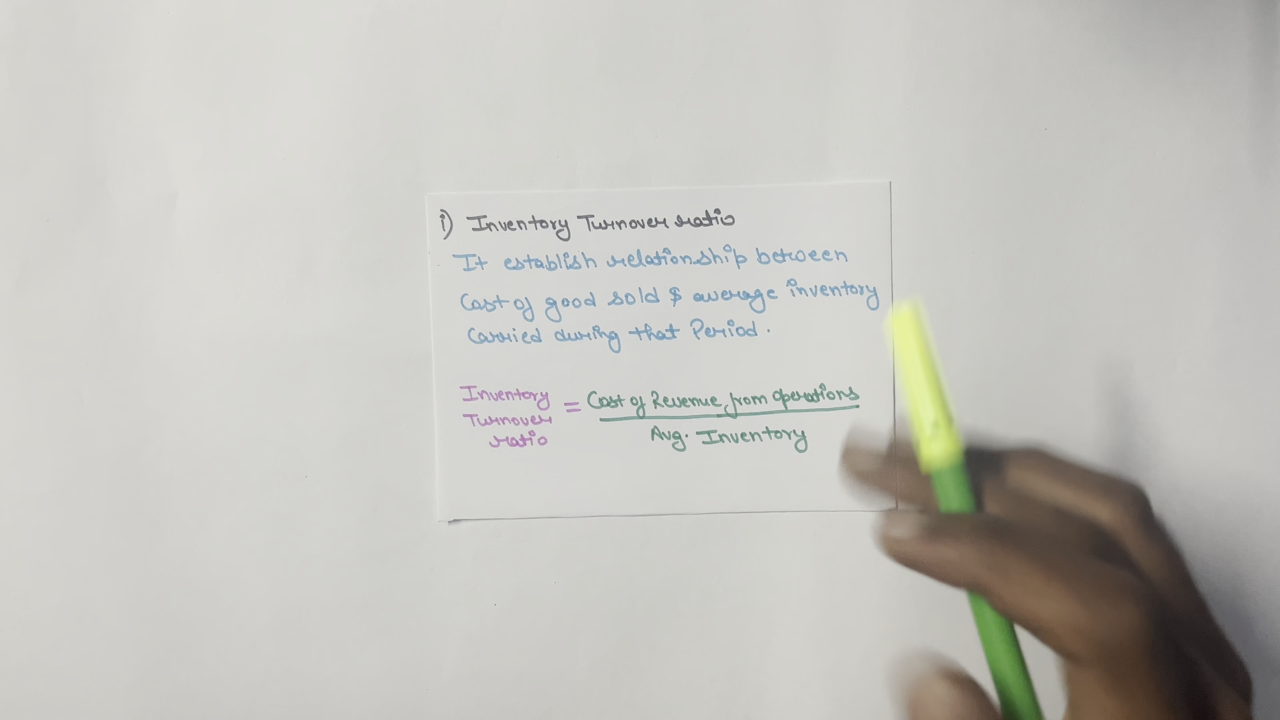 i) Inventory Turnover ratio
It establish relationship between
Cost of good sold $ average inventory
Carried during that Period.
Inventory Turnover ratio = Cost of Revenue from operations
Avg. Inventory